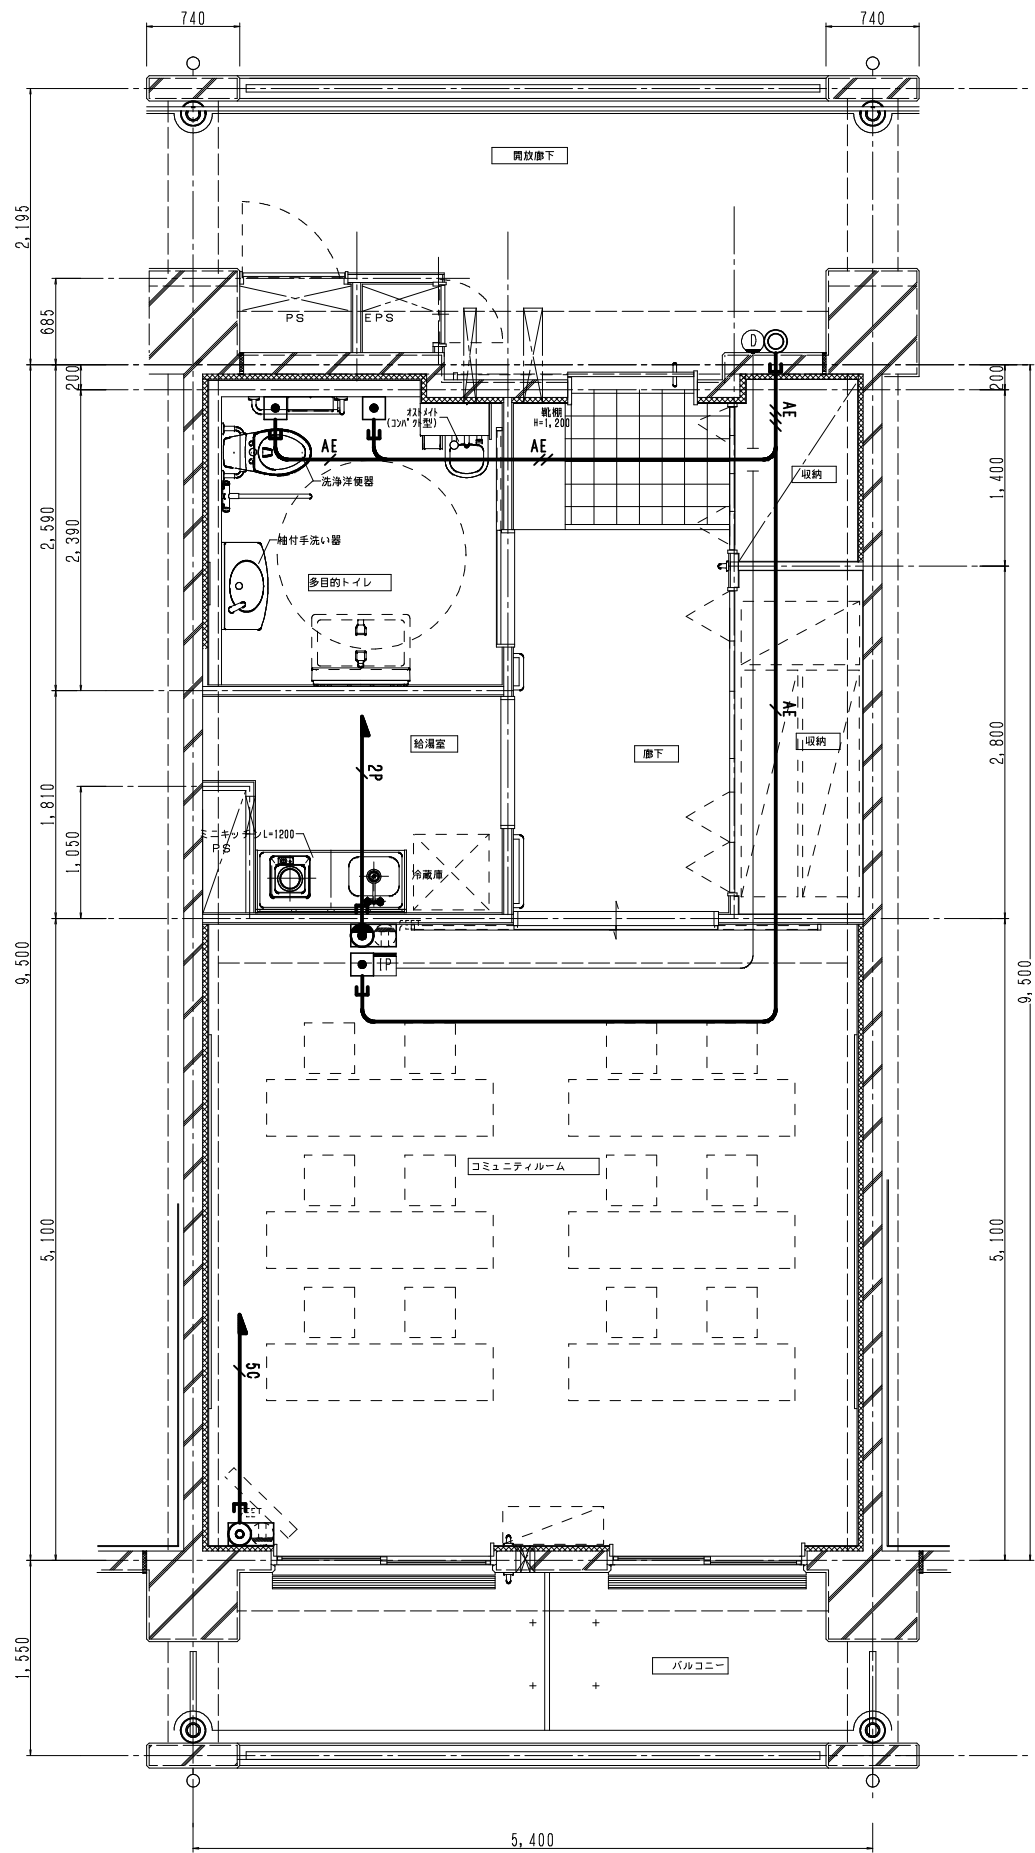 740
740
開放廊下
2,195
685
PS
EPS
D
200
200
オストメイト
(コンパクト型)
靴棚
H=1,200
AE
AE
AE
収納
1,400
洗浄洋便器
2,590
2,390
袖付手洗い器
多目的トイレ
AE
給湯室
廊下
収納
2,800
2P
1,810
1,050
ミニキッチンL=1200
PS
冷蔵庫
9,500
IP
9,500
コミュニティルーム
5,100
5,100
5C
1,550
バルコニー
5,400